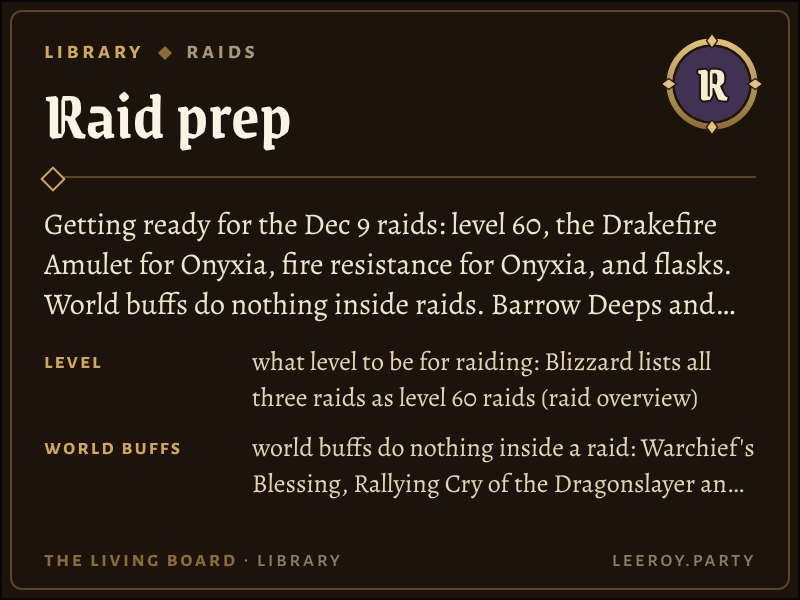 LIBRARY ◆ RAIDS
R
Raid prep
Getting ready for the Dec 9 raids: level 60, the Drakefire
Amulet for Onyxia, fire resistance for Onyxia, and flasks.
World buffs do nothing inside raids. Barrow Deeps and...
LEVEL
what level to be for raiding: Blizzard lists all
three raids as level 60 raids (raid overview)
WORLD BUFFS
world buffs do nothing inside a raid: Warchief's
Blessing, Rallying Cry of the Dragonslayer an...
THE LIVING BOARD · LIBRARY
LEEROY.PARTY